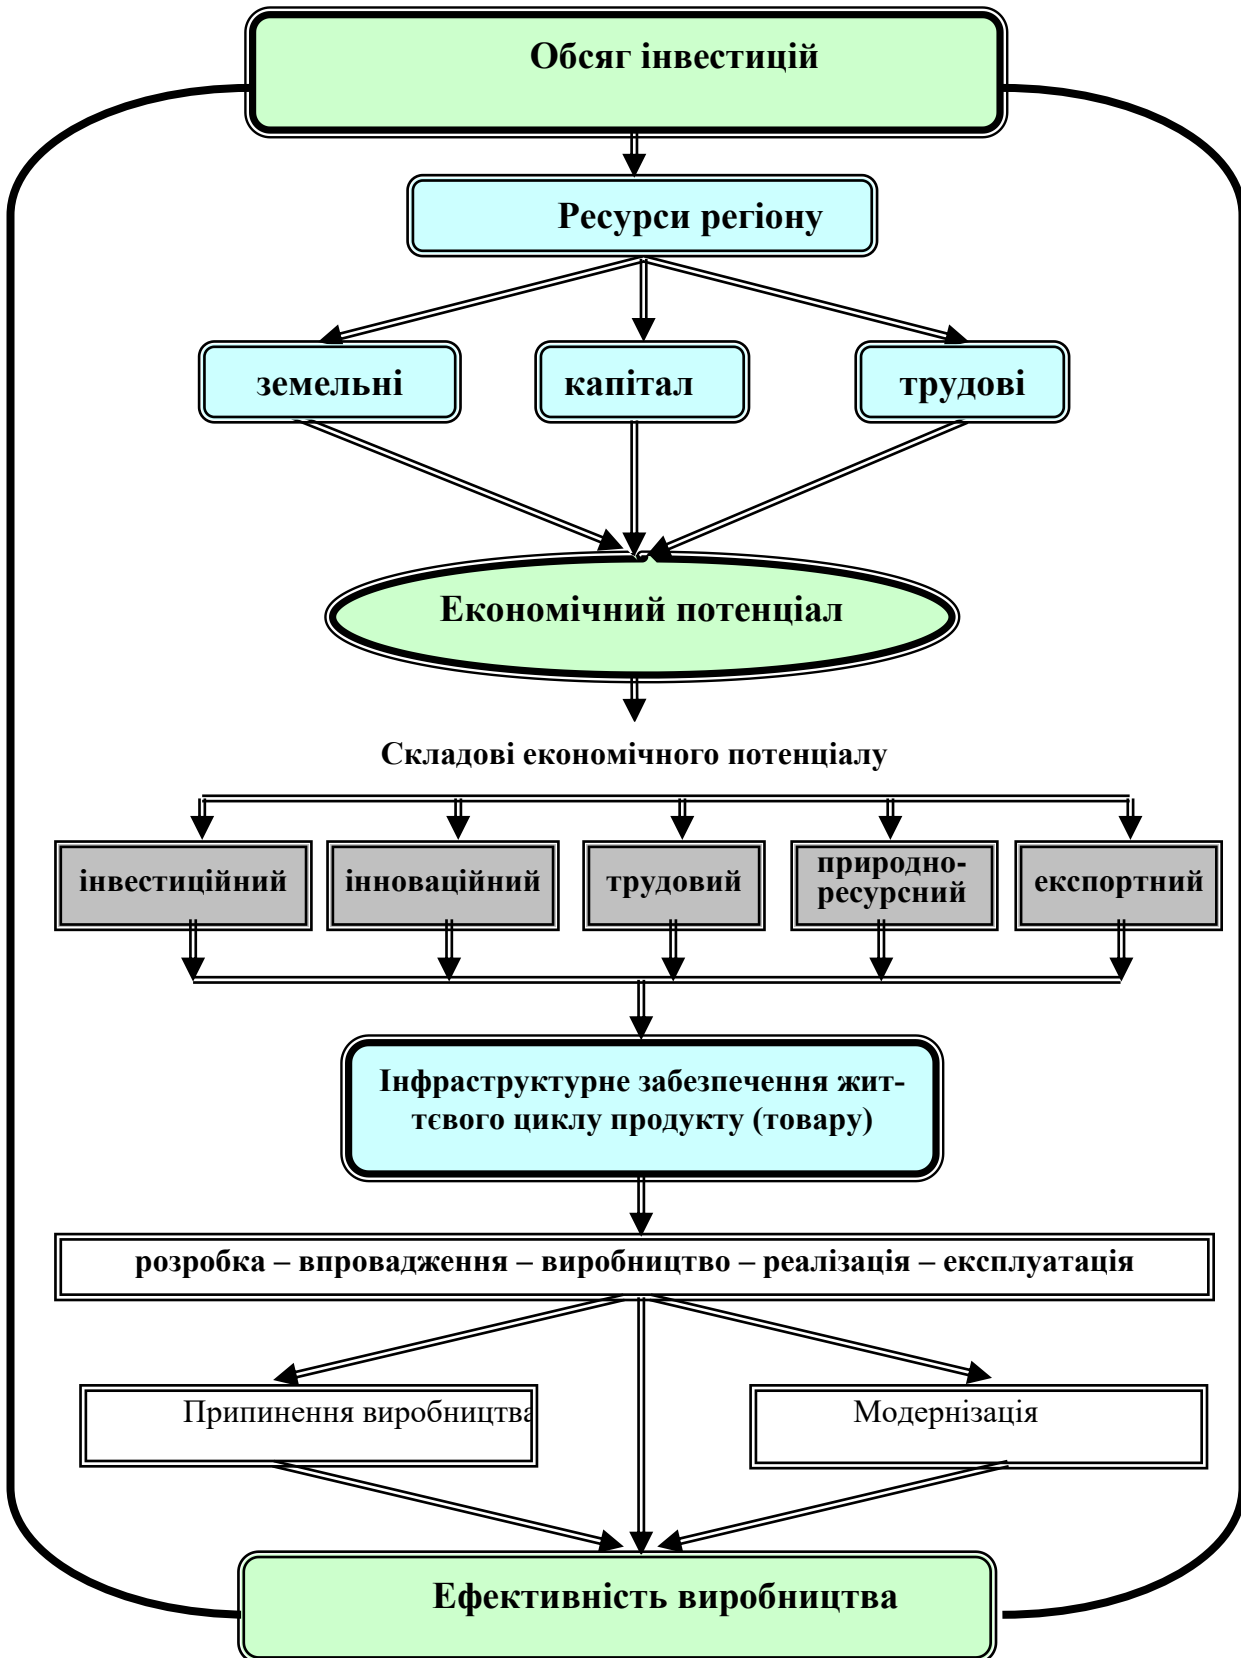 Обсяг інвестицій
Ресурси регіону
земельні
капітал
трудові
Економічний потенціал
Складові економічного потенціалу
інвестиційний
інноваційний
трудовий
природно-
ресурсний
експортний
Інфраструктурне забезпечення жит-
тєвого циклу продукту (товару)
розробка – впровадження – виробництво – реалізація – експлуатація
Припинення виробництва
Модернізація
Ефективність виробництва